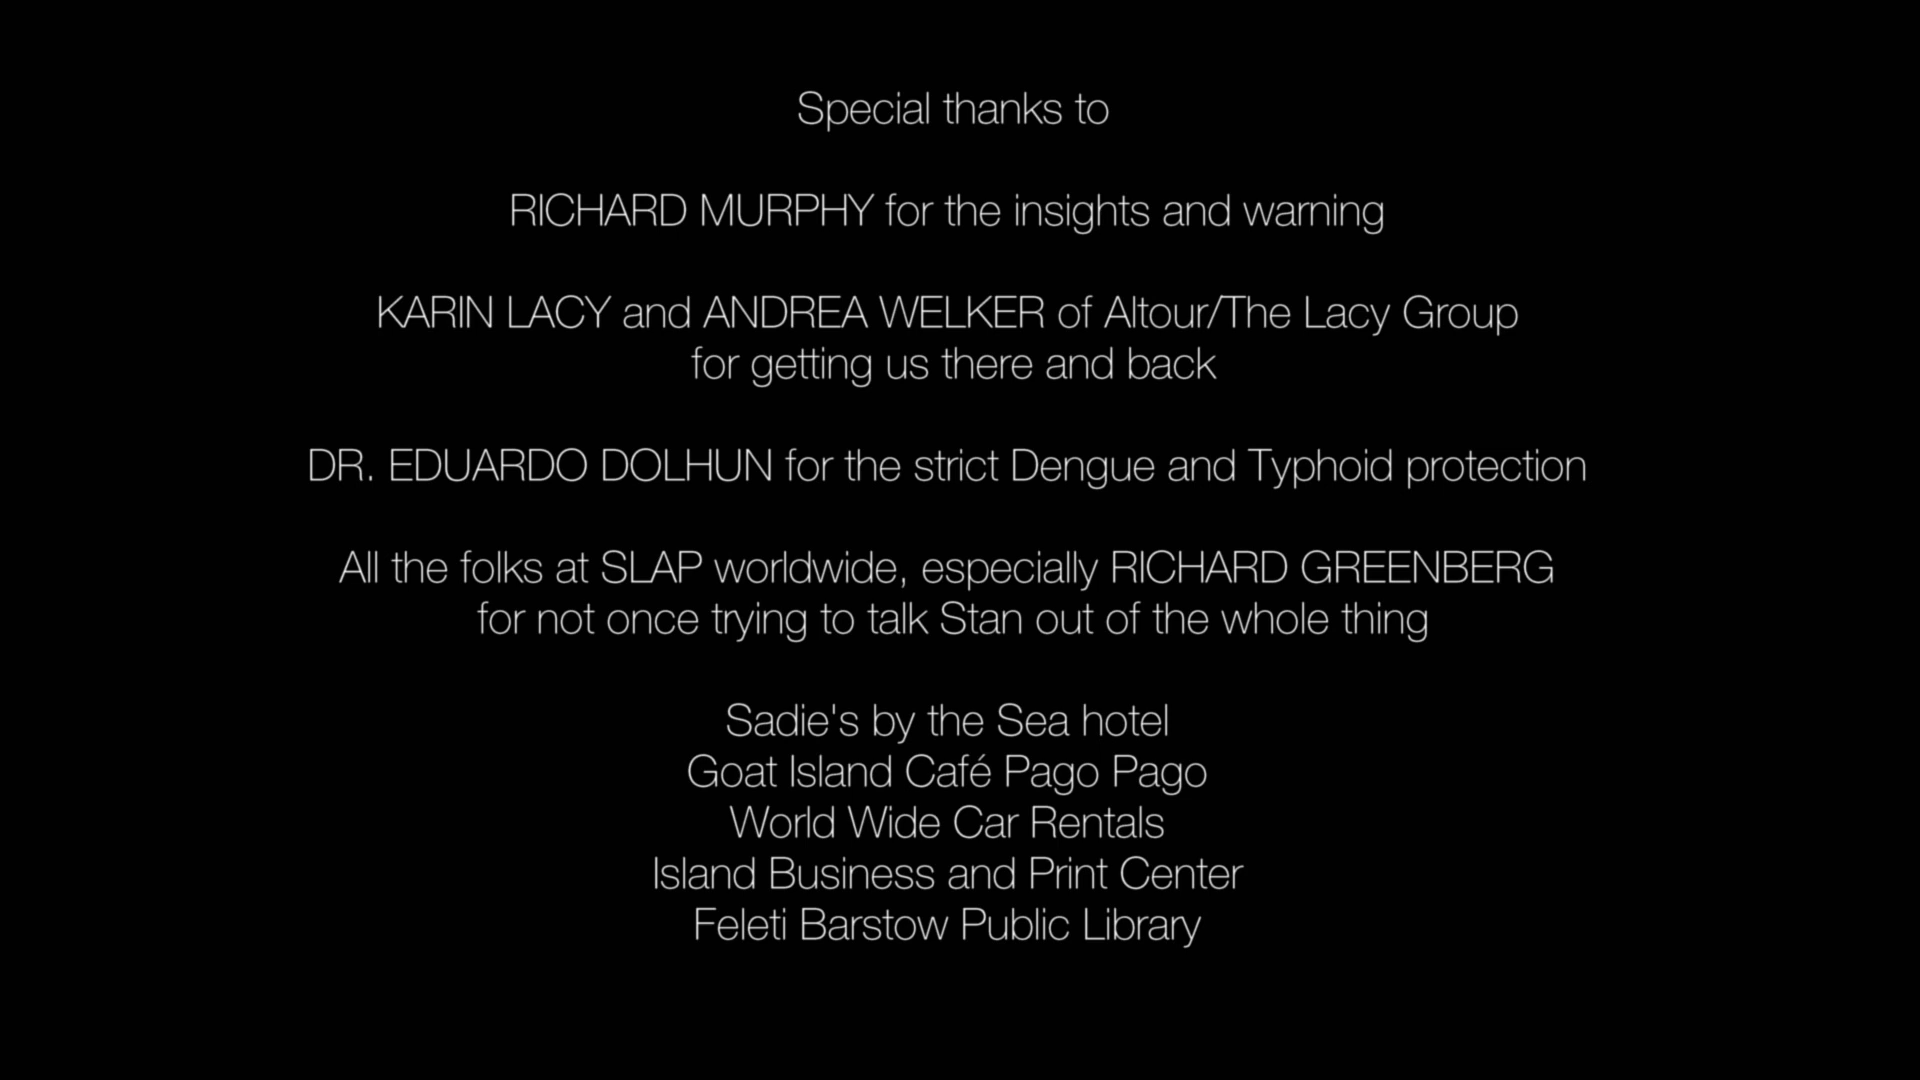 Special thanks to
RICHARD MURPHY for the insights and warning
KARIN LACY and ANDREA WELKER of Altour/The Lacy Group
for getting us there and back
DR. EDUARDO DOLHUN for the strict Dengue and Typhoid protection
All the folks at SLAP worldwide, especially RICHARD GREENBERG
for not once trying to talk Stan out of the whole thing
Sadie's by the Sea hotel
Goat Island Café Pago Pago
World Wide Car Rentals
Island Business and Print Center
Feleti Barstow Public Library